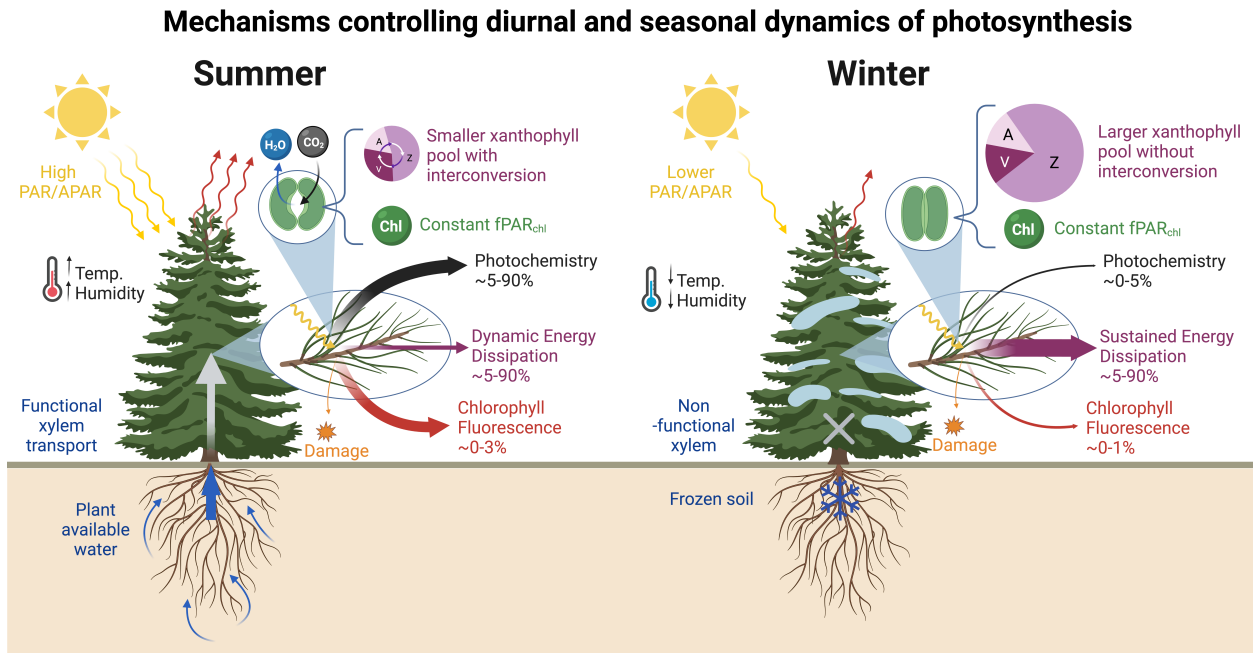 Mechanisms controlling diurnal and seasonal dynamics of photosynthesis
Summer
High
PAR/APAR
H₂O
CO₂
A
V
Z
Smaller xanthophyll
pool with
interconversion
Chl
Constant fPARchl
Temp.
Humidity
Photochemistry
~5-90%
Dynamic Energy
Dissipation
~5-90%
Chlorophyll
Fluorescence
~0-3%
Damage
Functional
xylem
transport
Plant
available
water
Winter
Lower
PAR/APAR
A
V
Z
Larger xanthophyll
pool without
interconversion
Chl
Constant fPARchl
Temp.
Humidity
Photochemistry
~0-5%
Sustained Energy
Dissipation
~5-90%
Chlorophyll
Fluorescence
~0-1%
Damage
Non
-functional
xylem
Frozen soil